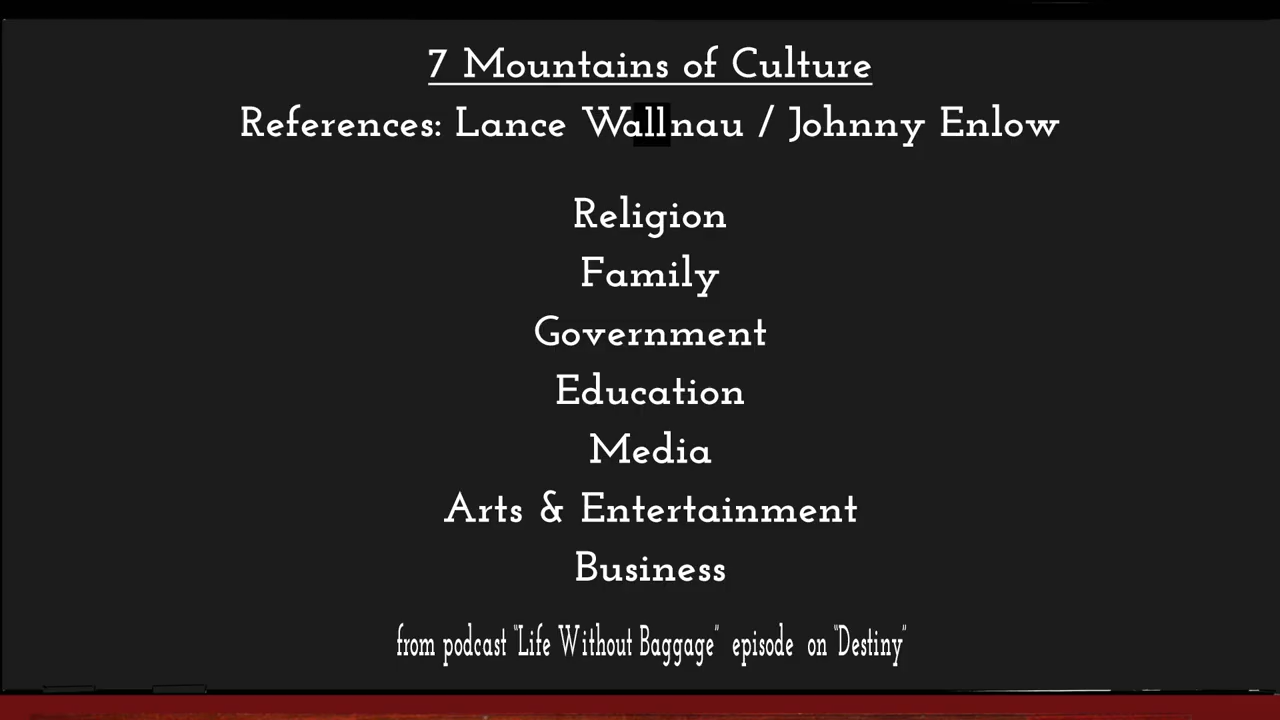 7 Mountains of Culture
References: Lance Wallnau / Johnny Enlow
Religion
Family
Government
Education
Media
Arts & Entertainment
Business
from podcast "Life Without Baggage" episode on "Destiny"